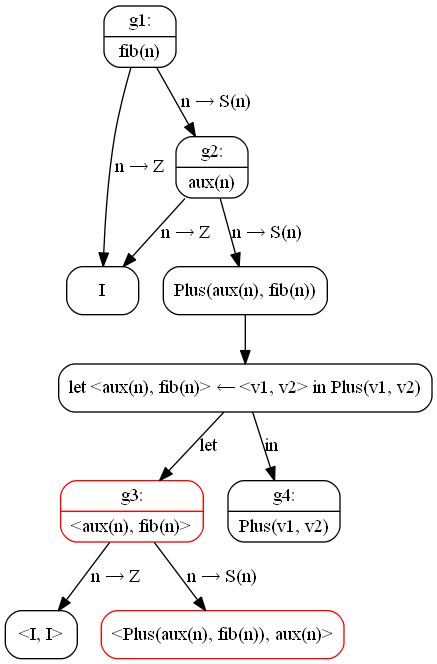 g1:
fib(n)
n → S(n)
n → Z
g2:
aux(n)
n → Z
n → S(n)
I
Plus(aux(n), fib(n))
let <aux(n), fib(n)> ← <v1, v2> in Plus(v1, v2)
let
in
g3:
<aux(n), fib(n)>
g4:
Plus(v1, v2)
n → Z
n → S(n)
<I, I>
<Plus(aux(n), fib(n)), aux(n)>